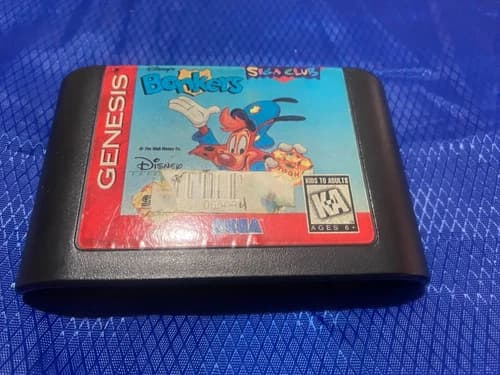 Disney's
Bonkers
SEGA CLUB
GENESIS
© The Walt Disney Co.
DISNEY
KIDS TO ADULTS
KA
AGES 6+
SEGA